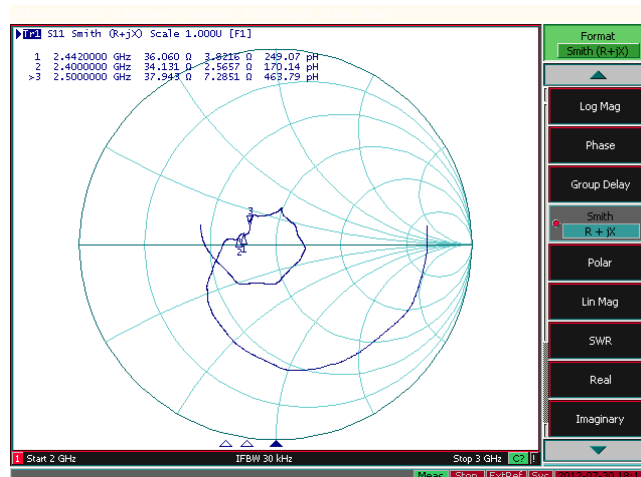 Tr1 S11 Smith (R+jX) Scale 1.000U [F1]
1 2.4420000 GHz 36.060 Ω 3.8216 Ω 249.07 pH
2 2.4000000 GHz 34.131 Ω 2.5657 Ω 170.14 pH
>3 2.5000000 GHz 37.943 Ω 7.2851 Ω 463.79 pH
3
2
1
1 Start 2 GHz IFBW 30 kHz Stop 3 GHz C? !
Format
Smith (R+jX)
Log Mag
Phase
Group Delay
Smith
R + jX
Polar
Lin Mag
SWR
Real
Imaginary
Meas Stop ExtRef Svc